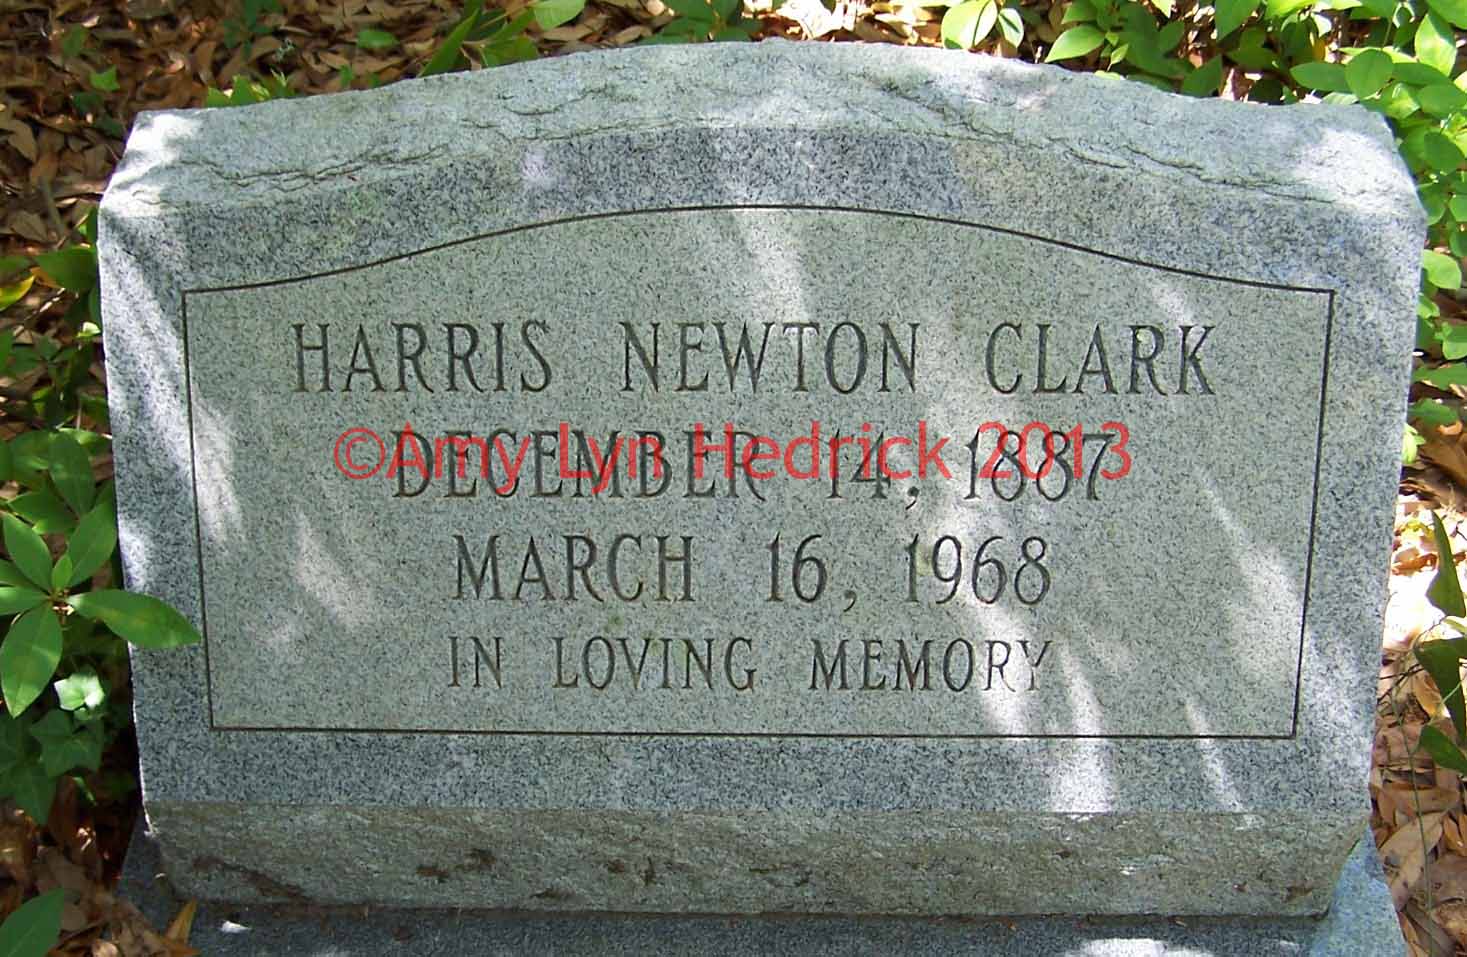 HARRIS NEWTON CLARK
DECEMBER 14, 1887
©Amy Lyn Hedrick 2013
MARCH 16, 1968
IN LOVING MEMORY